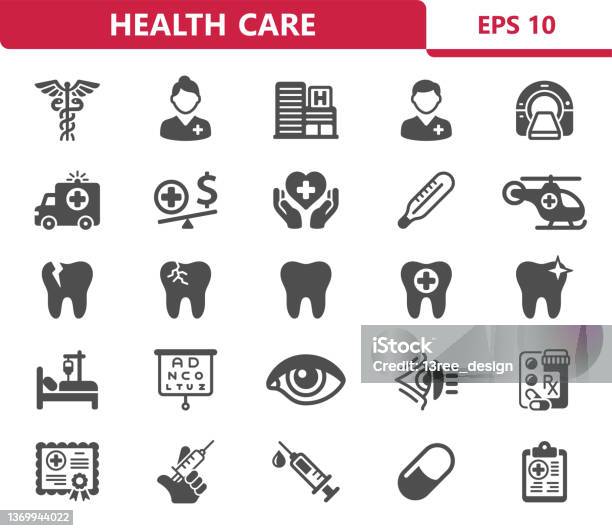 HEALTH CARE
EPS 10
H
$
A D
N C O
L T U Z
Rx
iStock
Credit: 13ree_design
1369944022